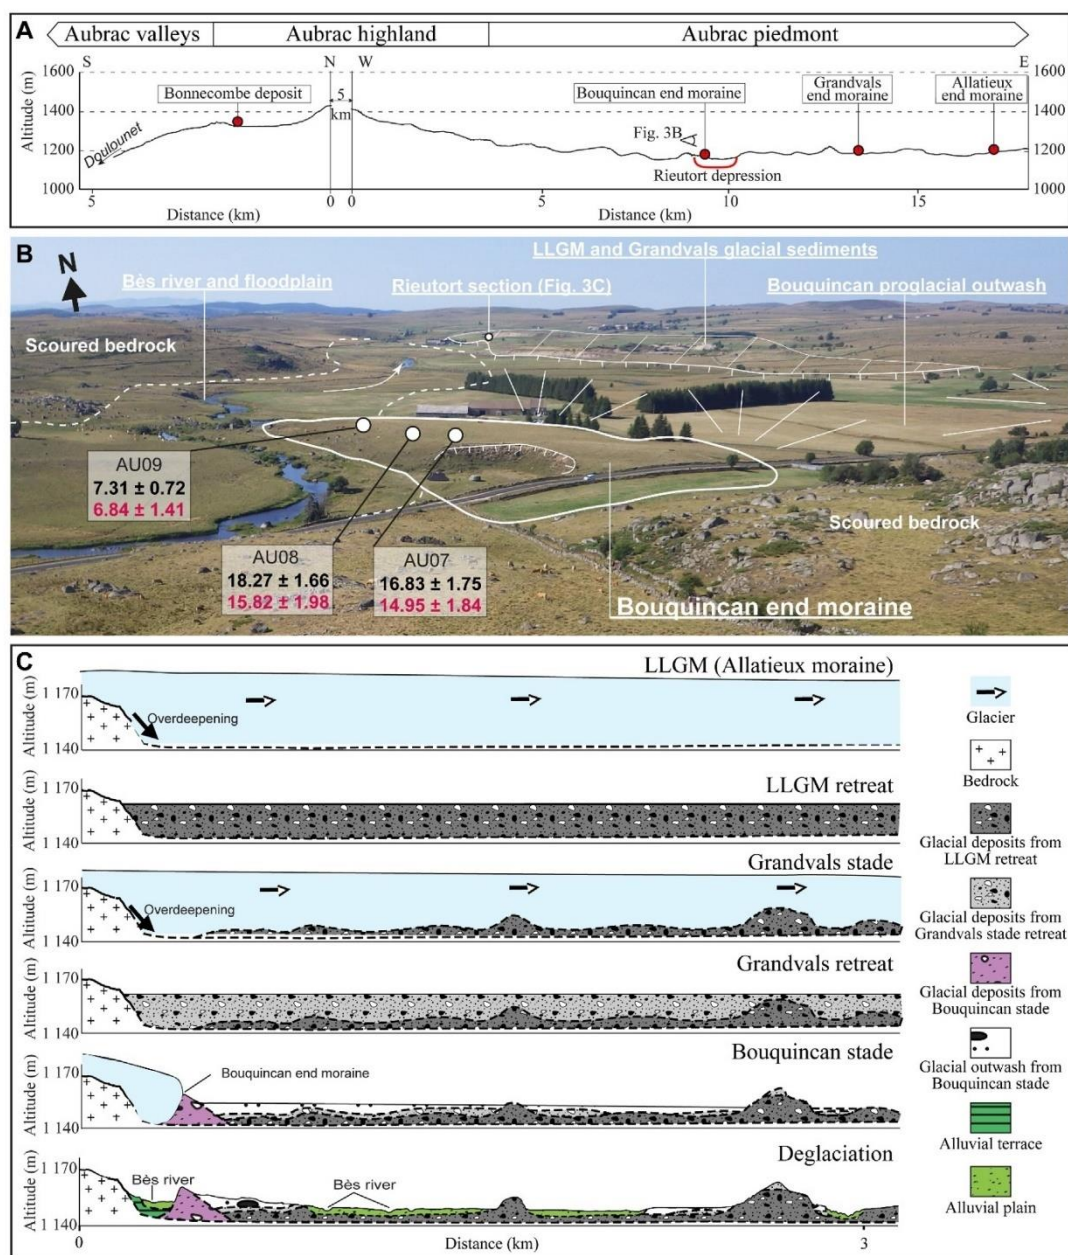 A
Aubrac valleys
Aubrac highland
Aubrac piedmont
S
N
W
E
Altitude (m)
1600
1400
1200
1000
1600
1400
1200
1000
Bonnecombe deposit
5
km
Doulounet
Bouquincan end moraine
Grandvals
end moraine
Allatieux
end moraine
Fig. 3B
Rieutort depression
5
0
0
5
10
15
Distance (km)
Distance (km)
B
N
LLGM and Grandvals glacial sediments
Bès river and floodplain
Rieutort section (Fig. 3C)
Bouquincan proglacial outwash
Scoured bedrock
AU09
7.31 ± 0.72
6.84 ± 1.41
AU08
18.27 ± 1.66
15.82 ± 1.98
AU07
16.83 ± 1.75
14.95 ± 1.84
Scoured bedrock
Bouquincan end moraine
C
LLGM (Allatieux moraine)
Altitude (m)
1 170
1 140
Overdeepening
LLGM retreat
Altitude (m)
1 170
1 140
Grandvals stade
Altitude (m)
1 170
1 140
Overdeepening
Grandvals retreat
Altitude (m)
1 170
1 140
Bouquincan stade
Altitude (m)
1 170
1 140
Bouquincan end moraine
Deglaciation
Altitude (m)
1 170
1 140
Bès river
Bès river
0
Distance (km)
3
Glacier
Bedrock
Glacial deposits from
LLGM retreat
Glacial deposits from
Grandvals stade retreat
Glacial deposits from
Bouquincan stade
Glacial outwash from
Bouquincan stade
Alluvial terrace
Alluvial plain